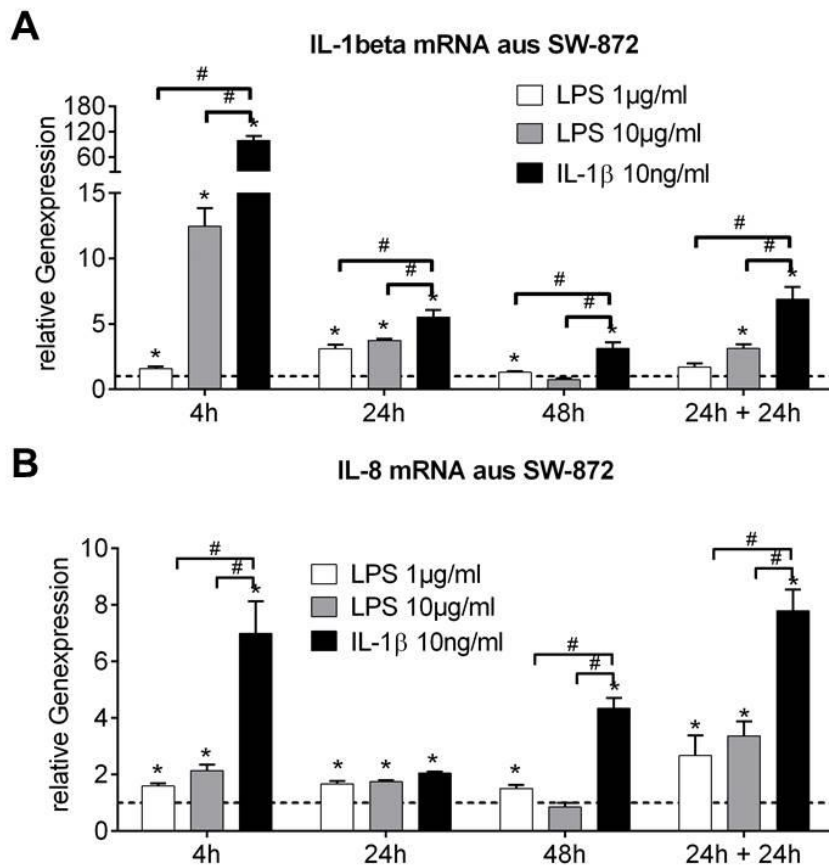 A
IL-1beta mRNA aus SW-872
LPS 1µg/ml
LPS 10µg/ml
IL-1β 10ng/ml
relative Genexpression
180
120
60
15
10
5
0
# # * * *
# # * * *
# # * *
# # * *
4h 24h 48h 24h + 24h
B
IL-8 mRNA aus SW-872
LPS 1µg/ml
LPS 10µg/ml
IL-1β 10ng/ml
relative Genexpression
10
8
6
4
2
0
# # * * *
* * *
# # * *
# # * * *
4h 24h 48h 24h + 24h